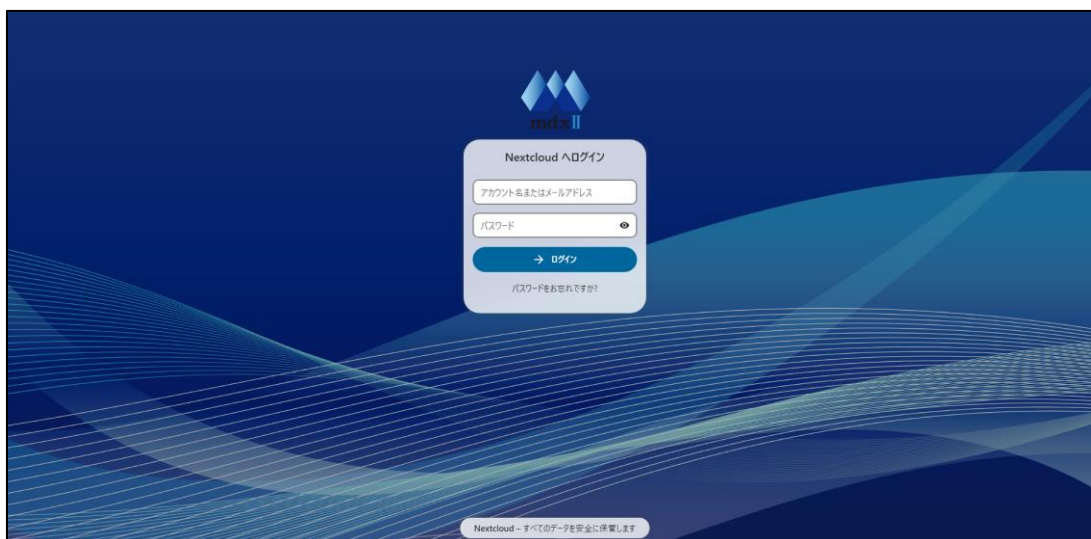 mdxⅡ
Nextcloud へログイン
アカウント名またはメールアドレス
パスワード
→ ログイン
パスワードをお忘れですか?
Nextcloud – すべてのデータを安全に保管します